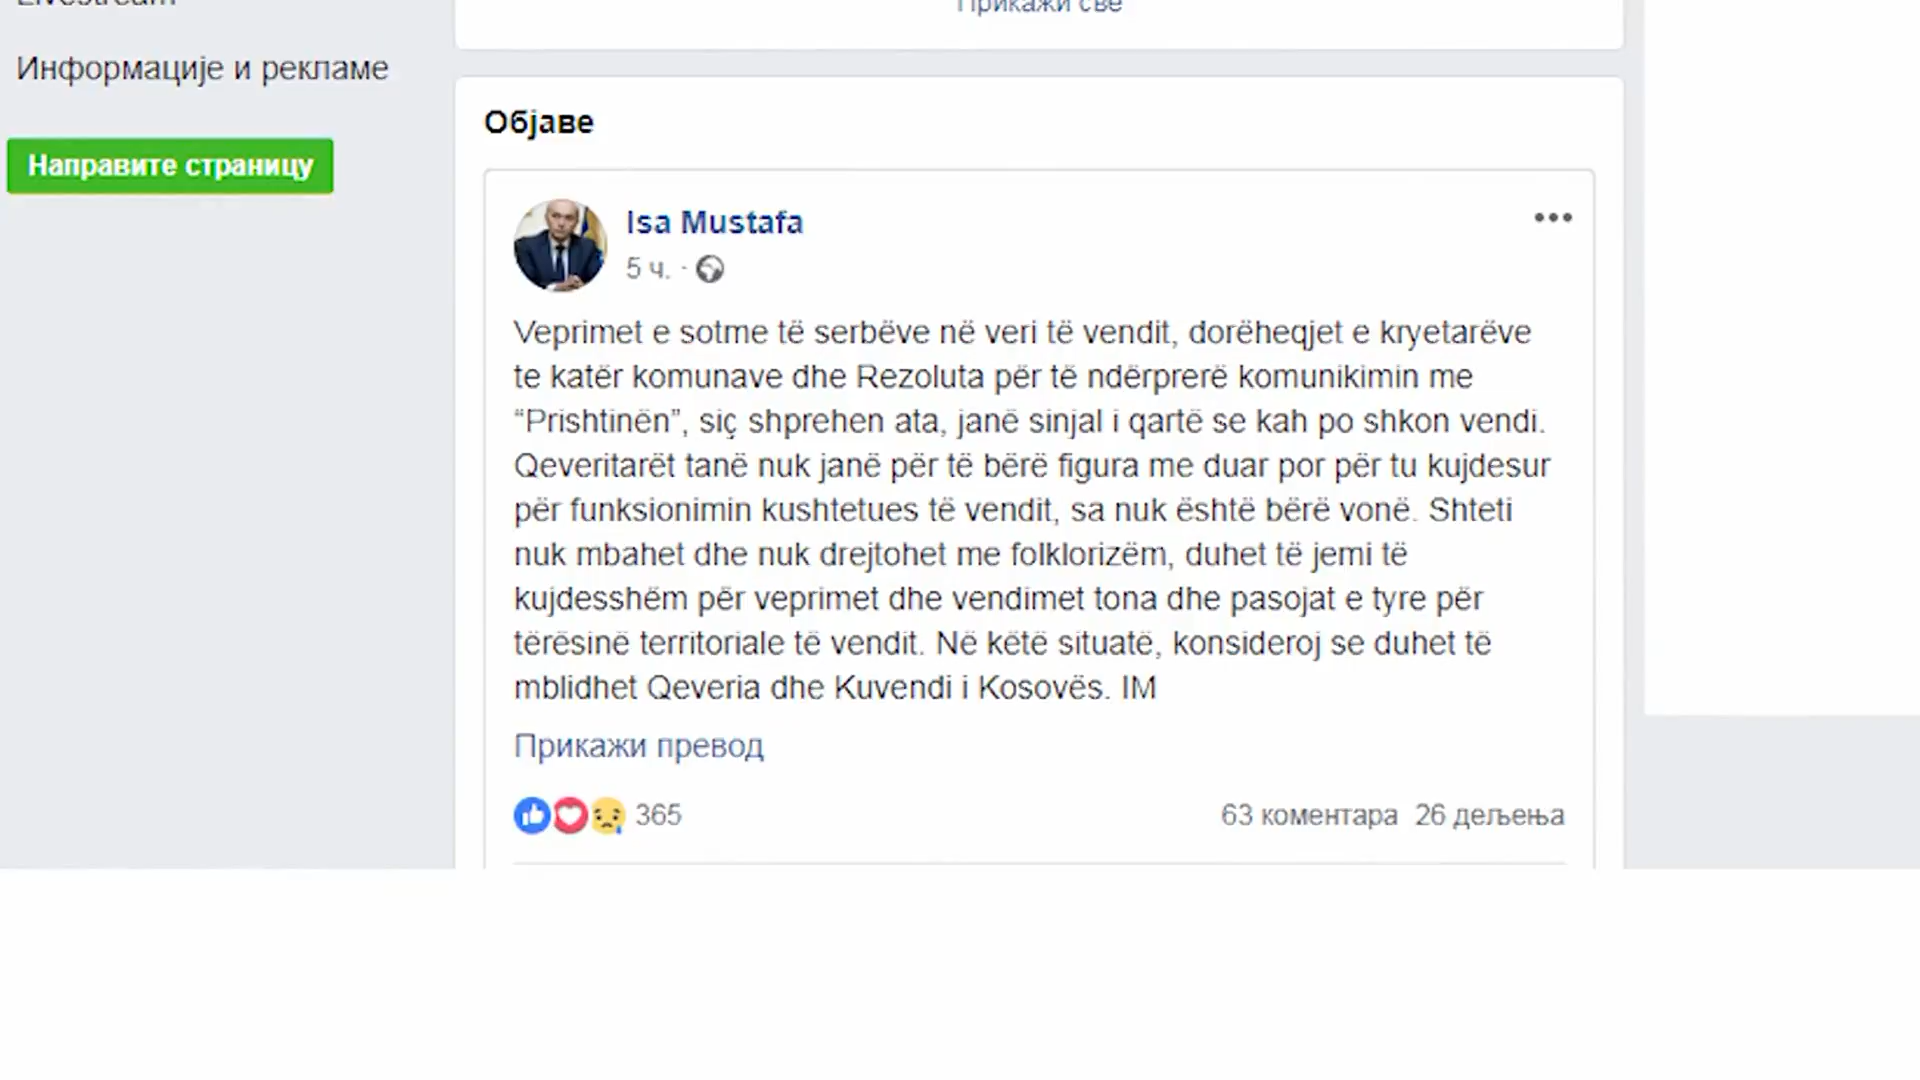 Livestream
Прикажи све
Информације и рекламе
Направите страницу
Објаве
Isa Mustafa
5 ч. ·
Veprimet e sotme të serbëve në veri të vendit, dorëheqjet e kryetarëve
te katër komunave dhe Rezoluta për të ndërprerë komunikimin me
“Prishtinën”, siç shprehen ata, janë sinjal i qartë se kah po shkon vendi.
Qeveritarët tanë nuk janë për të bërë figura me duar por për tu kujdesur
për funksionimin kushtetues të vendit, sa nuk është bërë vonë. Shteti
nuk mbahet dhe nuk drejtohet me folklorizëm, duhet të jemi të
kujdesshëm për veprimet dhe vendimet tona dhe pasojat e tyre për
tërësinë territoriale të vendit. Në këtë situatë, konsideroj se duhet të
mblidhet Qeveria dhe Kuvendi i Kosovës. IM
Прикажи превод
365
63 коментара 26 дељења